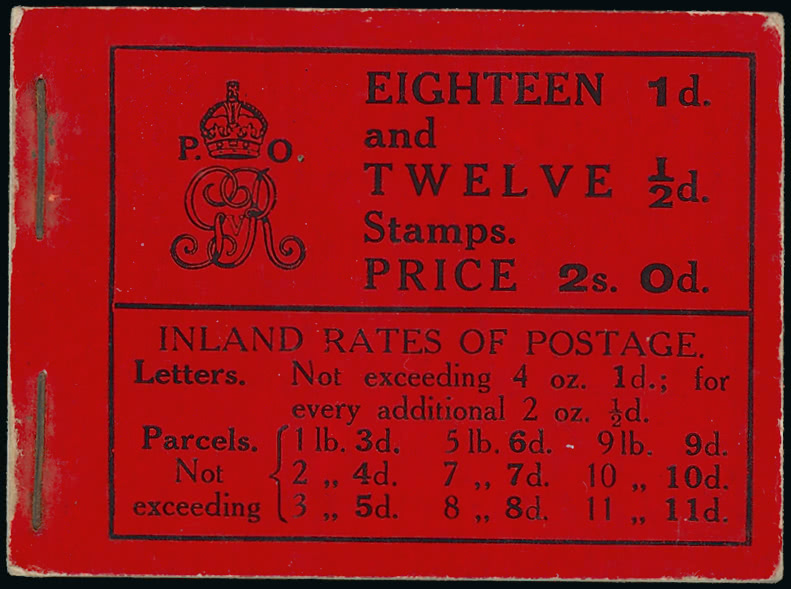 P. O.
GRV
EIGHTEEN 1d.
and
TWELVE ½d.
Stamps.
PRICE 2s. 0d.
INLAND RATES OF POSTAGE.
Letters. Not exceeding 4 oz. 1d.; for
every additional 2 oz. ½d.
Parcels. 1 lb. 3d. 5 lb. 6d. 9 lb. 9d.
Not 2 „ 4d. 7 „ 7d. 10 „ 10d.
exceeding 3 „ 5d. 8 „ 8d. 11 „ 11d.